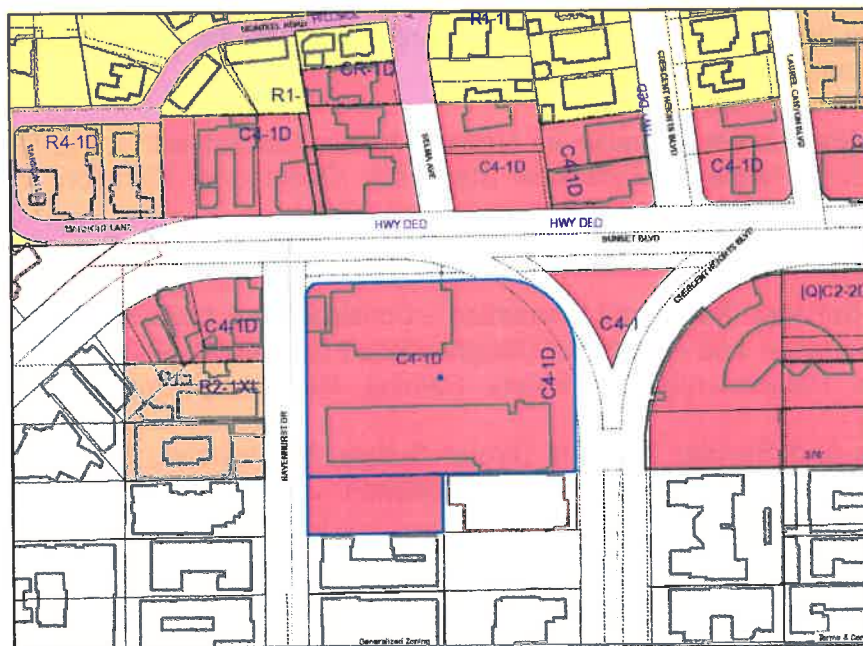 HILLSIDE
R1-1
R1-
CR-1D
CRESCENT HEIGHTS BLVD
LAUREL CANYON BLVD
R4-1D
C4-1D
SELMA AVE
C4-1D
C4-1D
C4-1D
HWY DED
HWY DED
SUNSET BLVD
CRESCENT HEIGHTS BLVD
[Q]C2-2D
C4-1D
C4-1
C4-1D
C4-1D
R2-1XL
HAVENHURST DR
Generalized Zoning